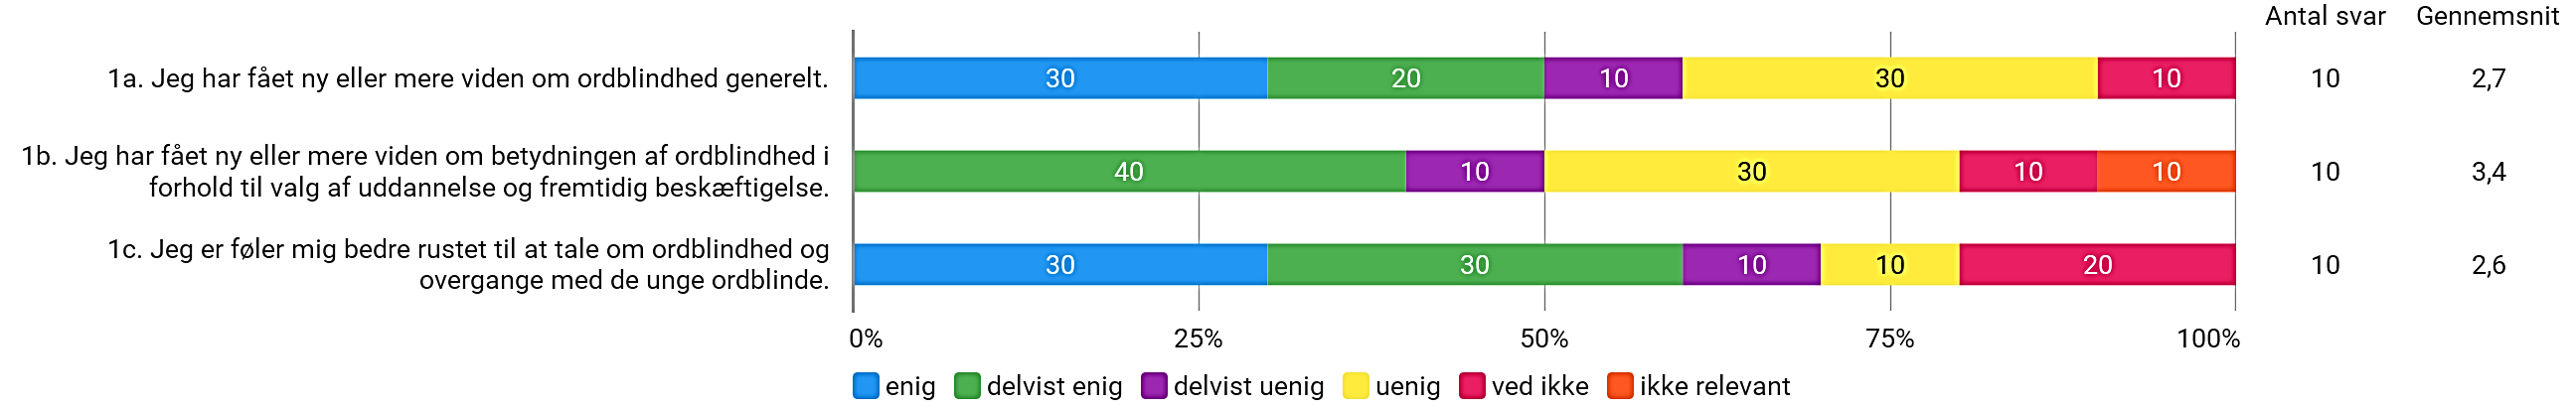 Antal svar Gennemsnit
1a. Jeg har fået ny eller mere viden om ordblindhed generelt. 30 20 10 30 10 10 2,7
1b. Jeg har fået ny eller mere viden om betydningen af ordblindhed i
forhold til valg af uddannelse og fremtidig beskæftigelse. 40 10 30 10 10 10 3,4
1c. Jeg er føler mig bedre rustet til at tale om ordblindhed og
overgange med de unge ordblinde. 30 30 10 10 20 10 2,6
0% 25% 50% 75% 100%
enig delvist enig delvist uenig uenig ved ikke ikke relevant